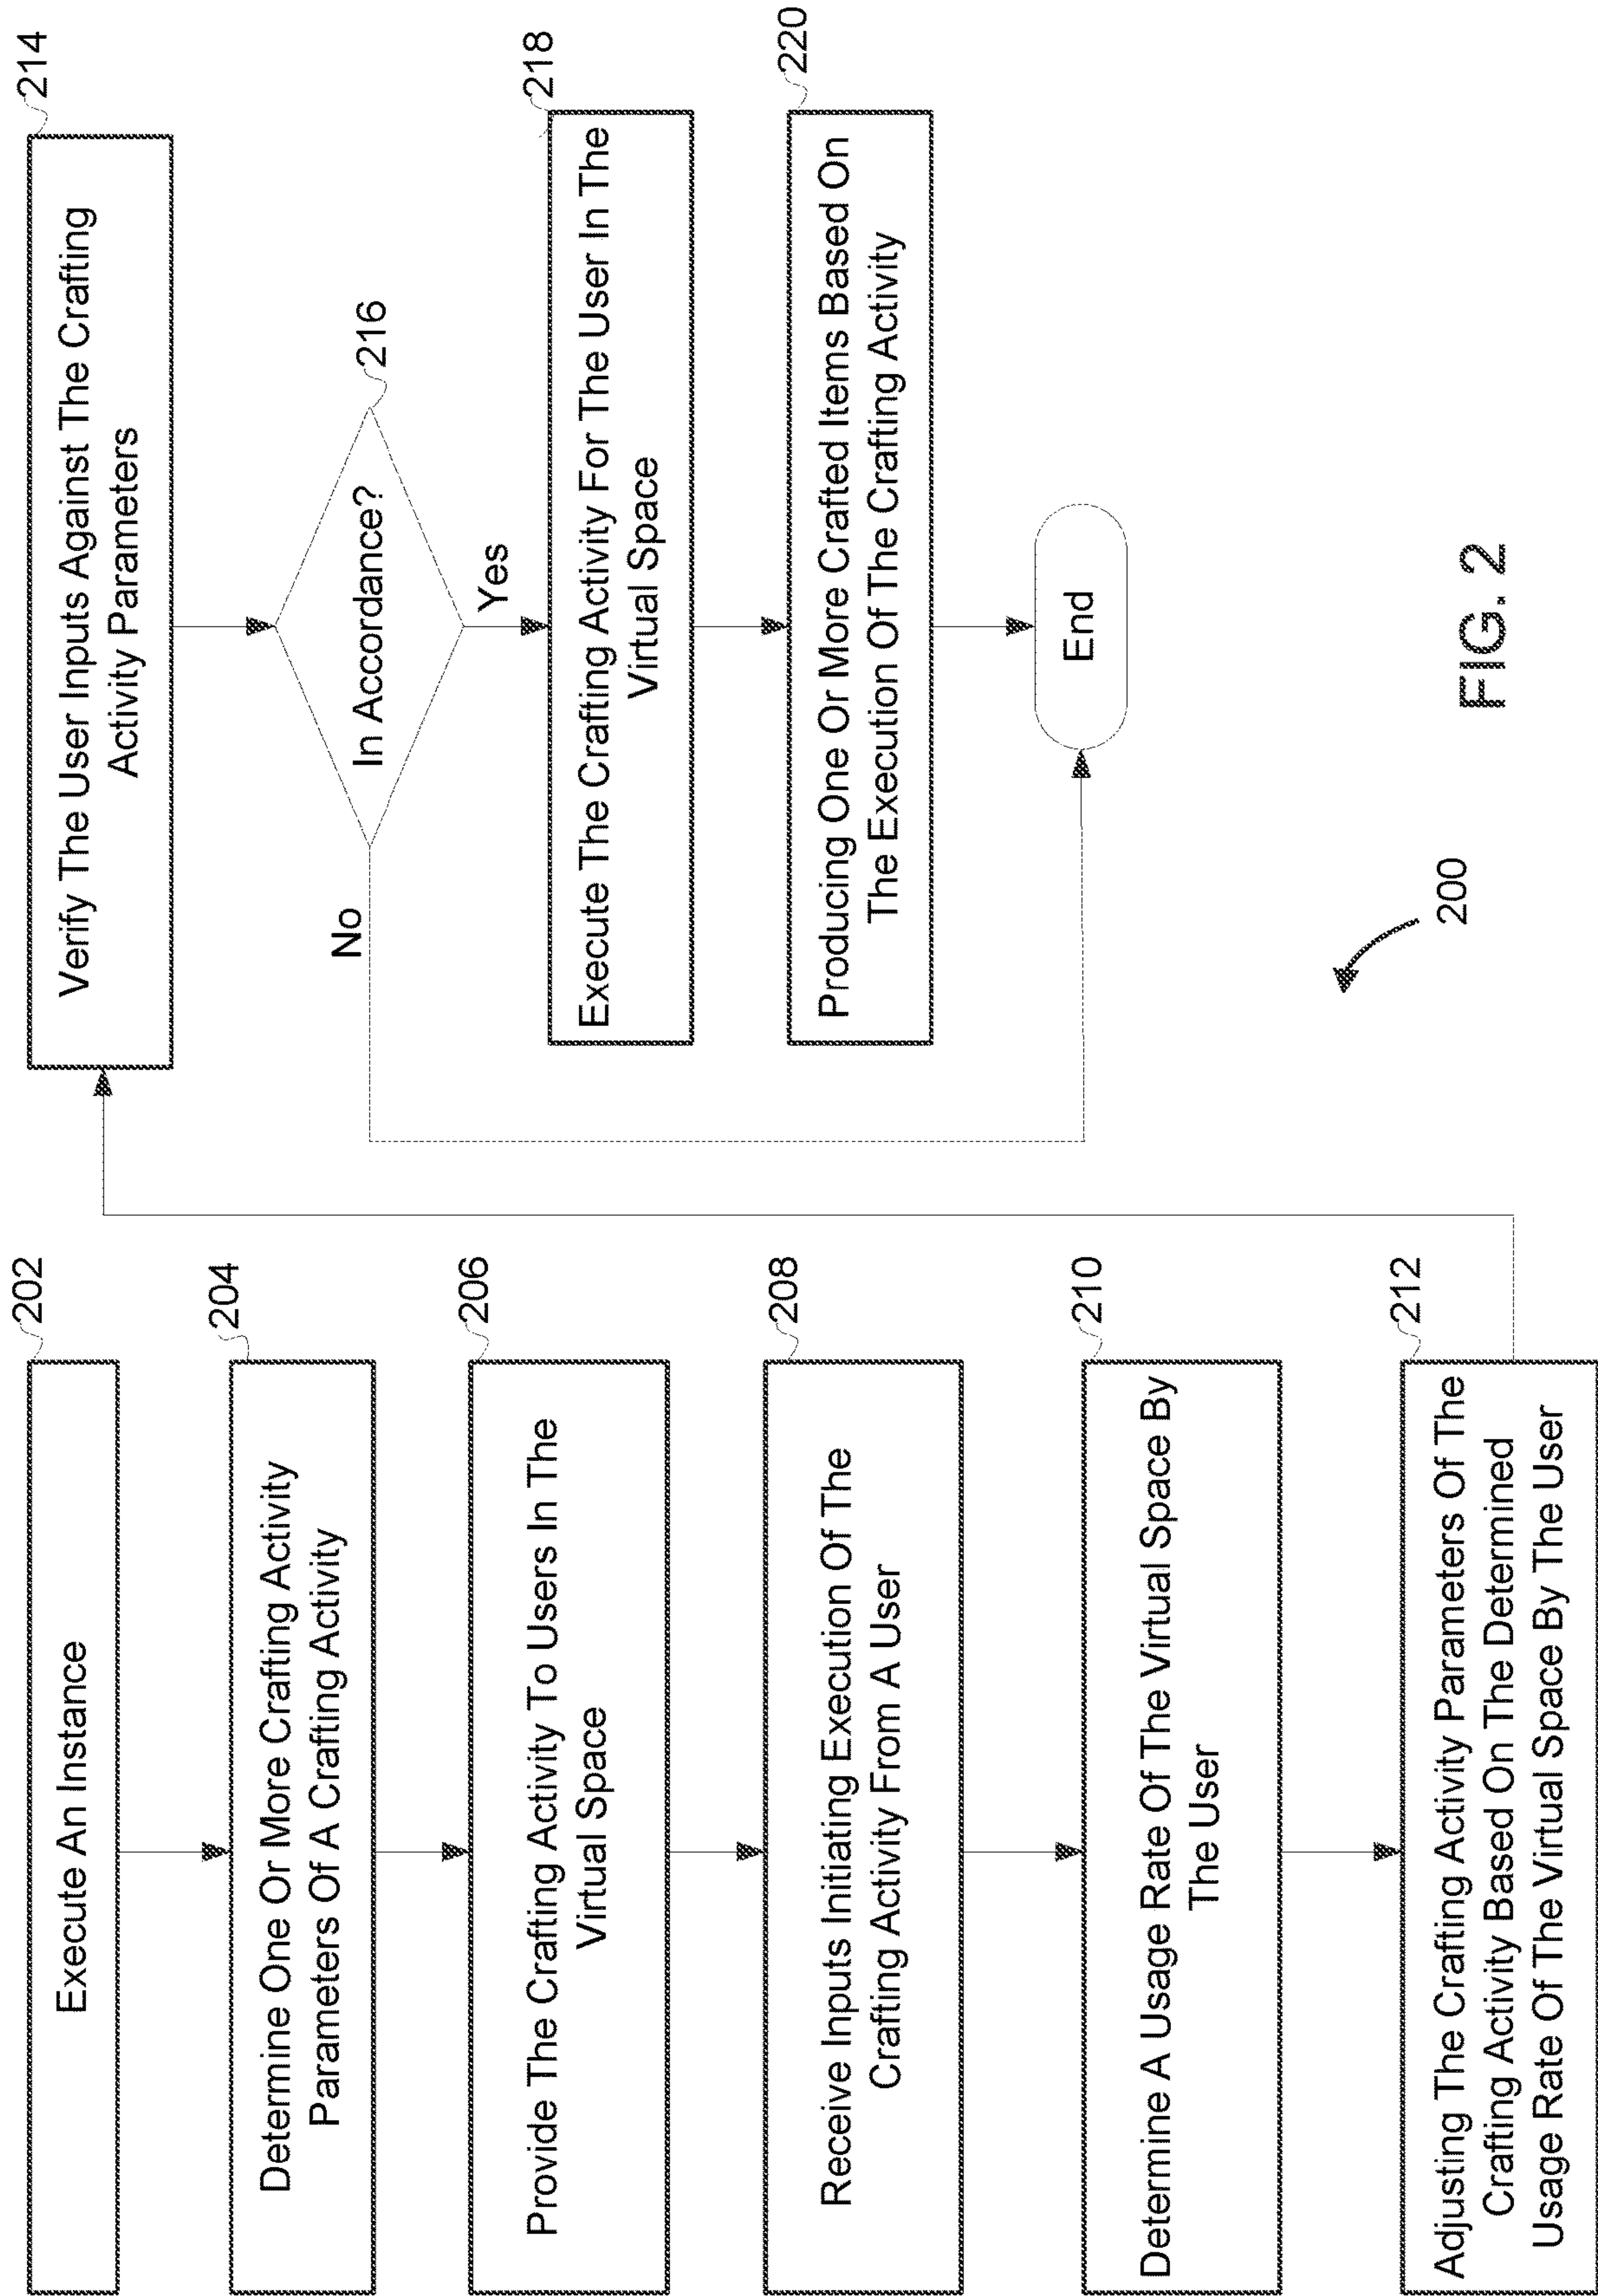 202
Execute An Instance
204
Determine One Or More Crafting Activity
Parameters Of A Crafting Activity
206
Provide The Crafting Activity To Users In The
Virtual Space
208
Receive Inputs Initiating Execution Of The
Crafting Activity From A User
210
Determine A Usage Rate Of The Virtual Space By
The User
212
Adjusting The Crafting Activity Parameters Of The
Crafting Activity Based On The Determined
Usage Rate Of The Virtual Space By The User
214
Verify The User Inputs Against The Crafting
Activity Parameters
216
In Accordance?
No
Yes
218
Execute The Crafting Activity For The User In The
Virtual Space
220
Producing One Or More Crafted Items Based On
The Execution Of The Crafting Activity
End
200
FIG. 2